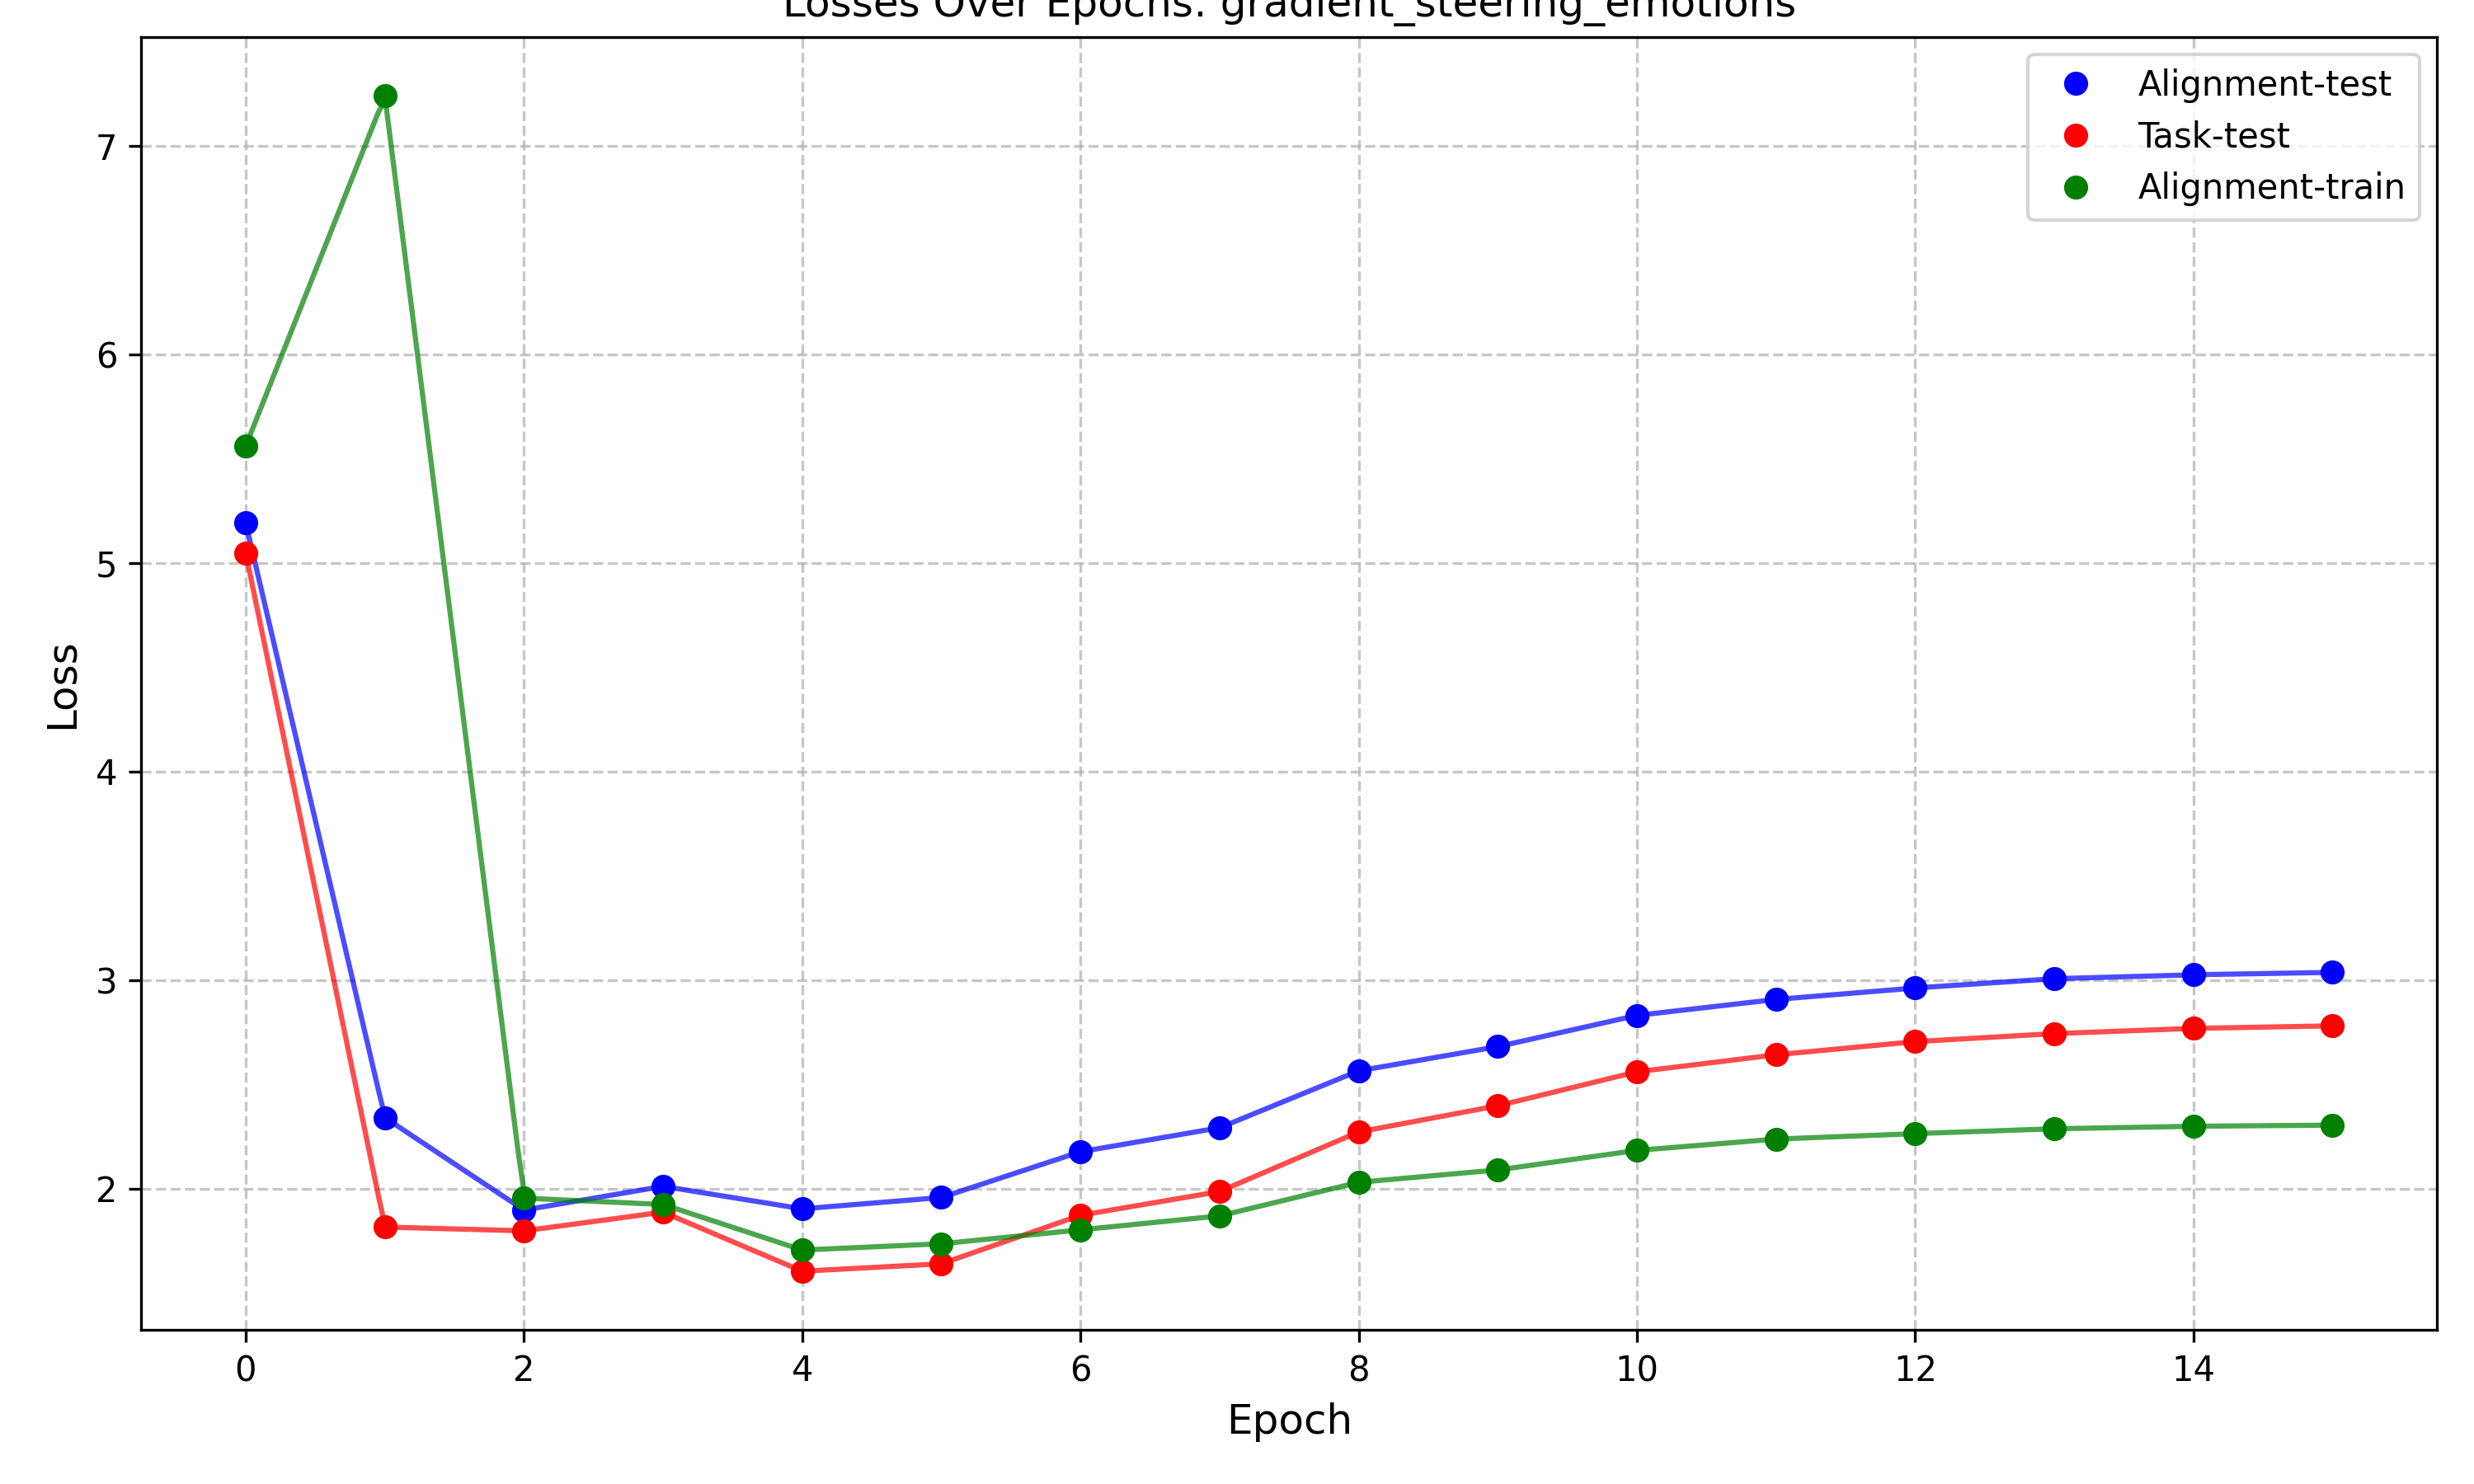 Losses Over Epochs: gradient_steering_emotions
Alignment-test
Task-test
Alignment-train
7
6
5
4
3
2
Loss
0 2 4 6 8 10 12 14
Epoch